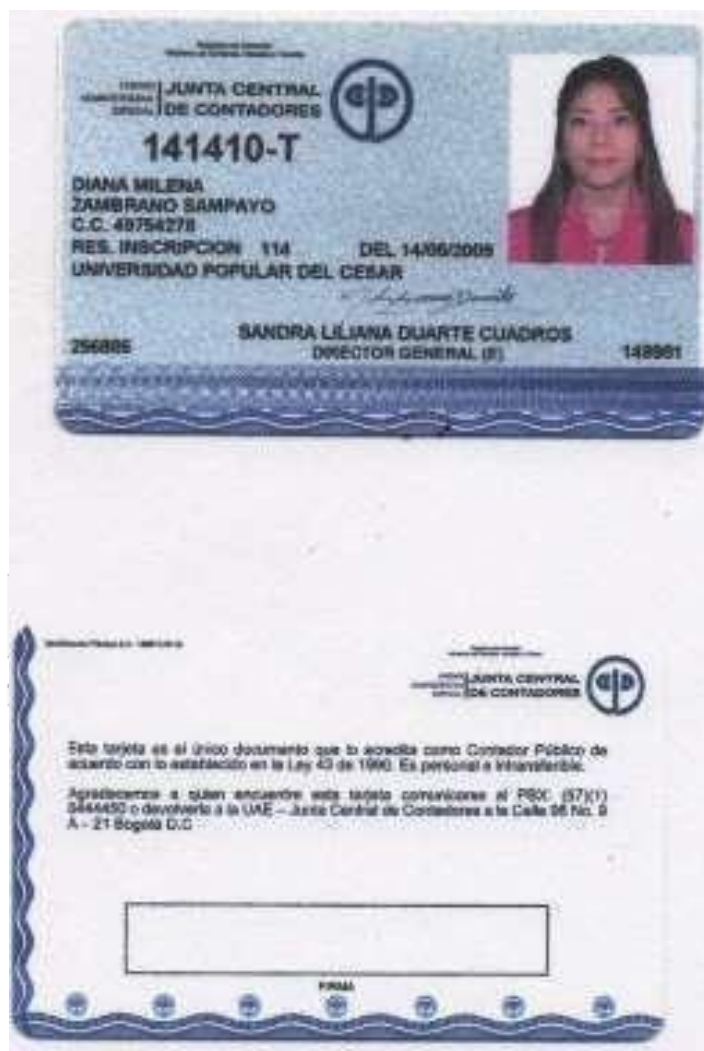 JUNTA CENTRAL
DE CONTADORES
141410-T
DIANA MILENA
ZAMBRANO SAMPAYO
C.C. 49754278
RES. INSCRIPCION 114 DEL 14/05/2009
UNIVERSIDAD POPULAR DEL CESAR
SANDRA LILIANA DUARTE CUADROS
DIRECTOR GENERAL (E)
JUNTA CENTRAL
DE CONTADORES
Esta tarjeta es el único documento que lo acredita como Contador Público de
acuerdo con lo establecido en la Ley 43 de 1990. Es personal e intransferible.
Agradecemos a quien encuentre esta tarjeta comunicarse al PBX: (57)(1)
o devolverla a la UAE – Junta Central de Contadores a la Calle 96 No. 9
A – 21 Bogotá D.C
FIRMA